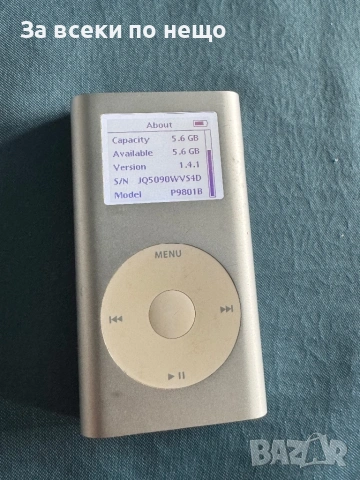 За всеки по нещо
About
Capacity 5.6 GB
Available 5.6 GB
Version 1.4.1
S/N JQ5090WVS4D
Model P9801B
MENU
BAZAR